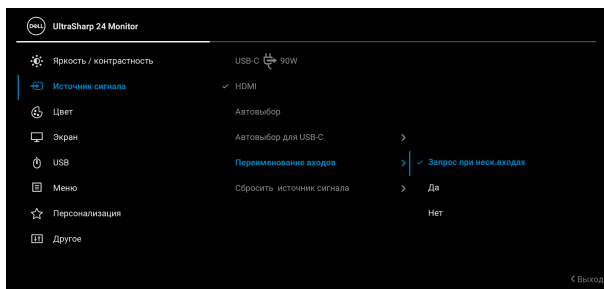 DELL UltraSharp 24 Monitor
Яркость / контрастность
USB-C 90W
Источник сигнала
HDMI
Цвет
Автовыбор
Экран
Автовыбор для USB-C
USB
Переименование входов
Запрос при неск.входах
Меню
Сбросить источник сигнала
Да
Персонализация
Нет
Другое
Выход